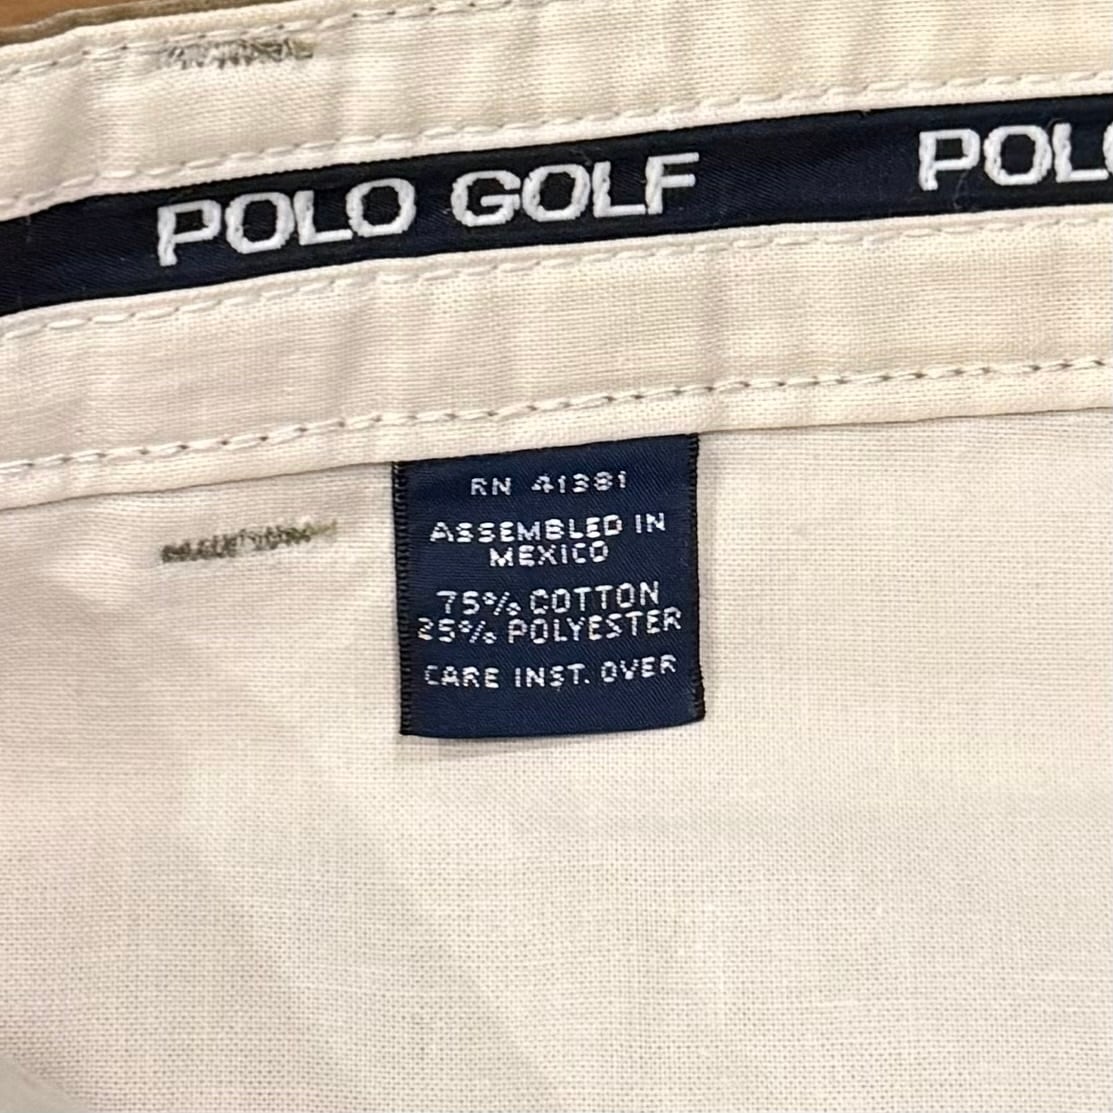 POLO GOLF POLO
RN 41381
ASSEMBLED IN
MEXICO
75% COTTON
25% POLYESTER
CARE INST. OVER